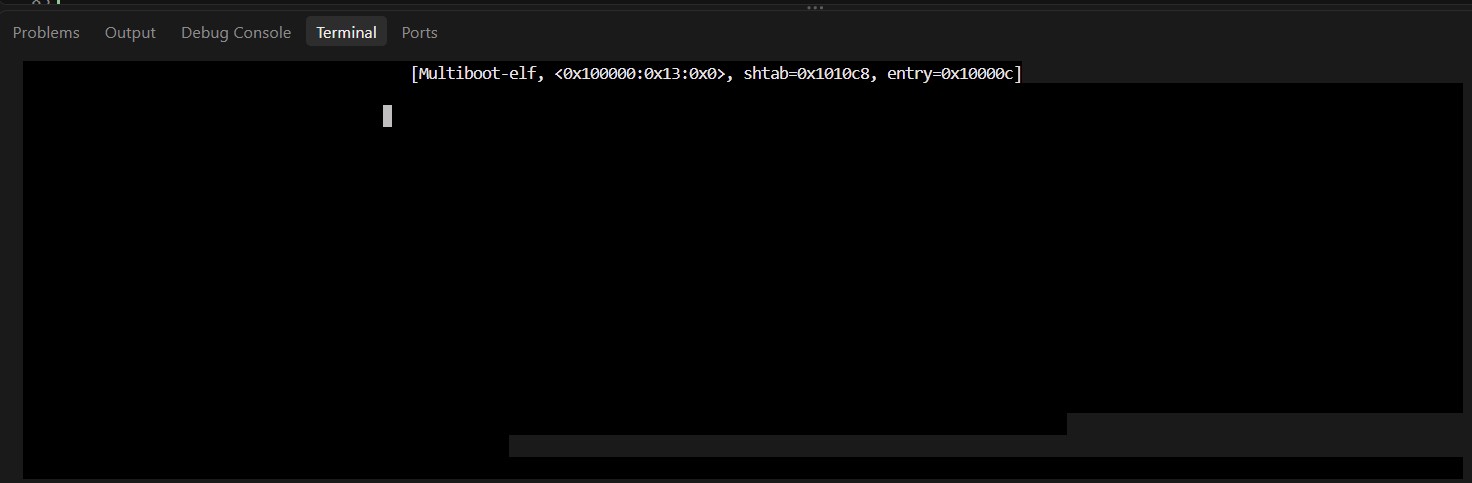 Problems Output Debug Console Terminal Ports
[Multiboot-elf, <0x100000:0x13:0x0>, shtab=0x1010c8, entry=0x10000c]